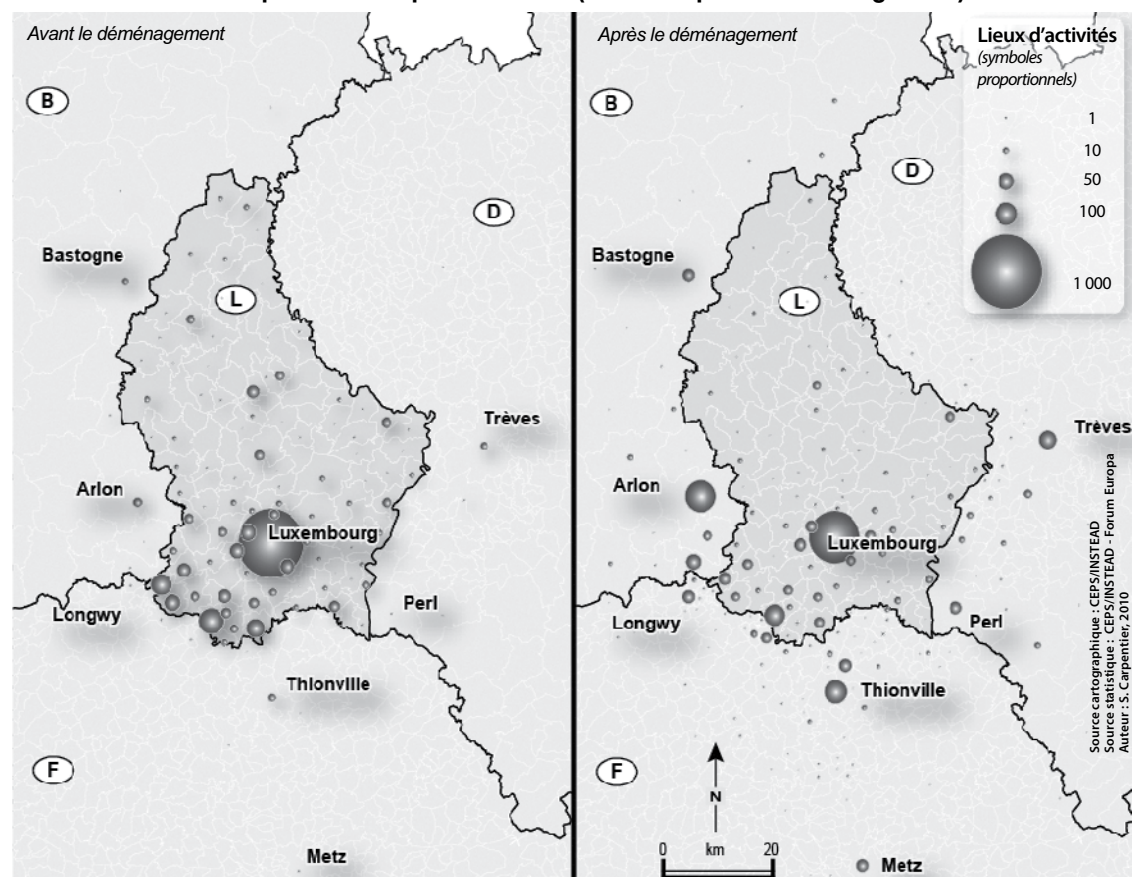 Avant le déménagement
B
D
Bastogne
L
Trèves
Arlon
Luxembourg
Longwy
Perl
Thionville
F
Metz
Après le déménagement
Lieux d'activités
(symboles
proportionnels)
1
10
50
100
1 000
B
D
Bastogne
L
Trèves
Arlon
Luxembourg
Longwy
Perl
Thionville
F
N
0 km 20
Metz
Source cartographique : CEPS/INSTEAD
Source statistique : CEPS/INSTEAD - Forum Europa
Auteur : S. Carpentier, 2010